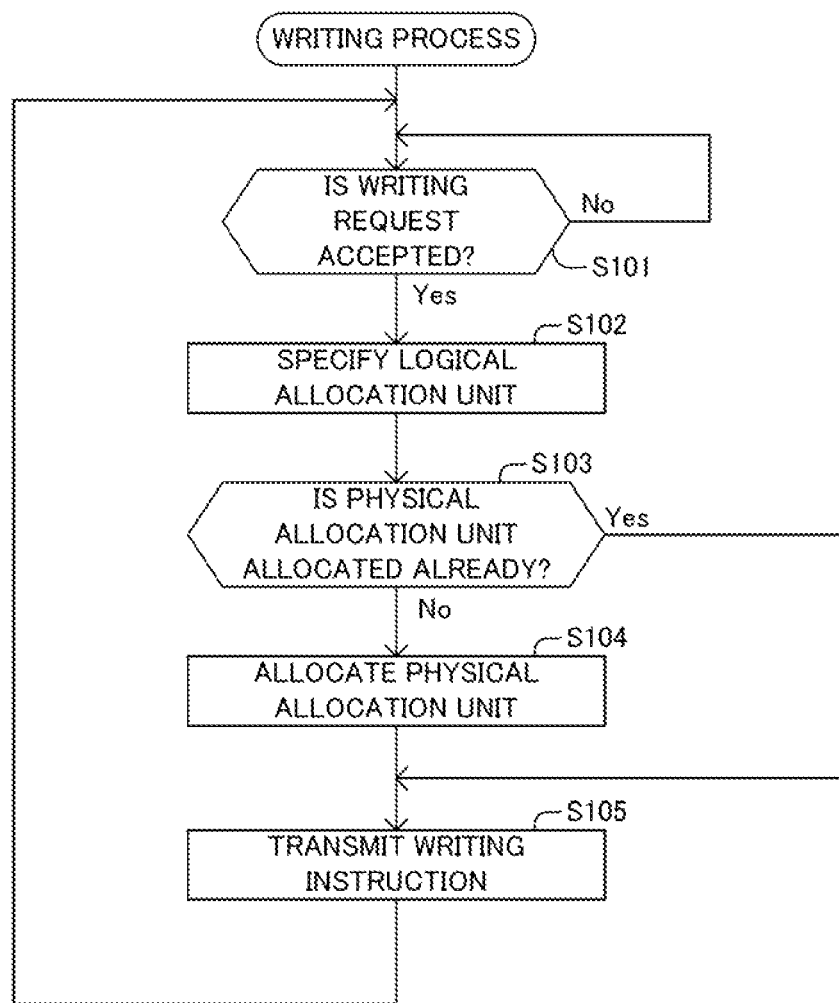 WRITING PROCESS
IS WRITING
REQUEST
ACCEPTED?
No
S101
Yes
S102
SPECIFY LOGICAL
ALLOCATION UNIT
S103
IS PHYSICAL
ALLOCATION UNIT
ALLOCATED ALREADY?
Yes
No
S104
ALLOCATE PHYSICAL
ALLOCATION UNIT
S105
TRANSMIT WRITING
INSTRUCTION